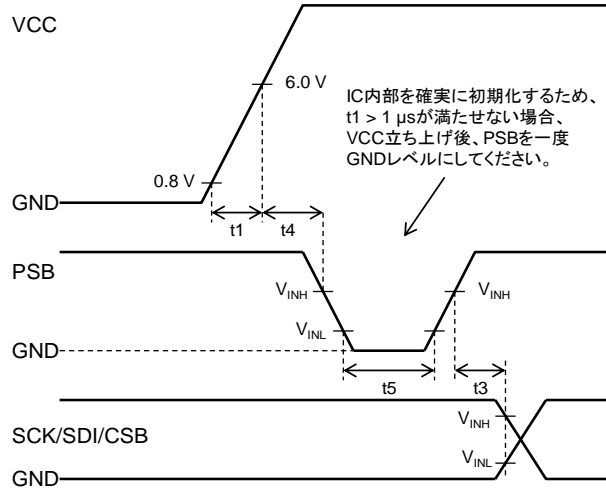 VCC
6.0 V
IC内部を確実に初期化するため、
t1 > 1 µsが満たせない場合、
VCC立ち上げ後、PSBを一度
GNDレベルにしてください。
0.8 V
GND
t1
t4
PSB
VINH
VINH
VINL
GND
t5
t3
SCK/SDI/CSB
VINH
VINL
GND